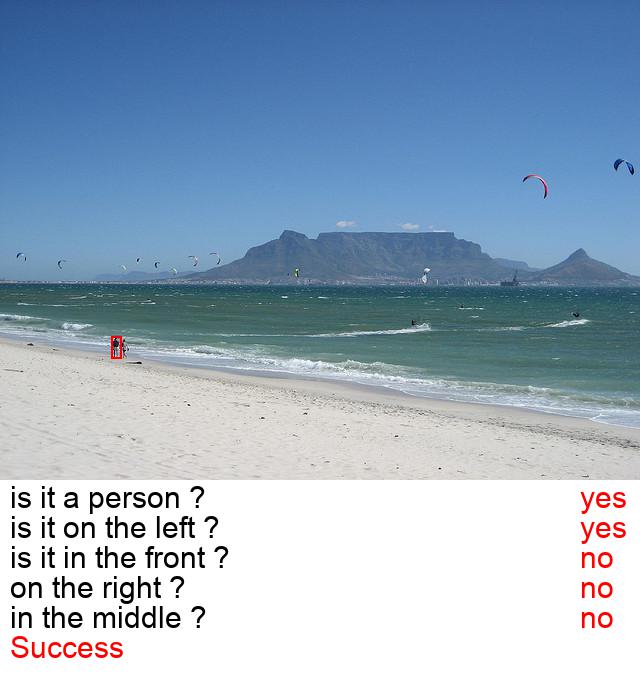 is it a person ? yes
is it on the left ? yes
is it in the front ? no
on the right ? no
in the middle ? no
Success